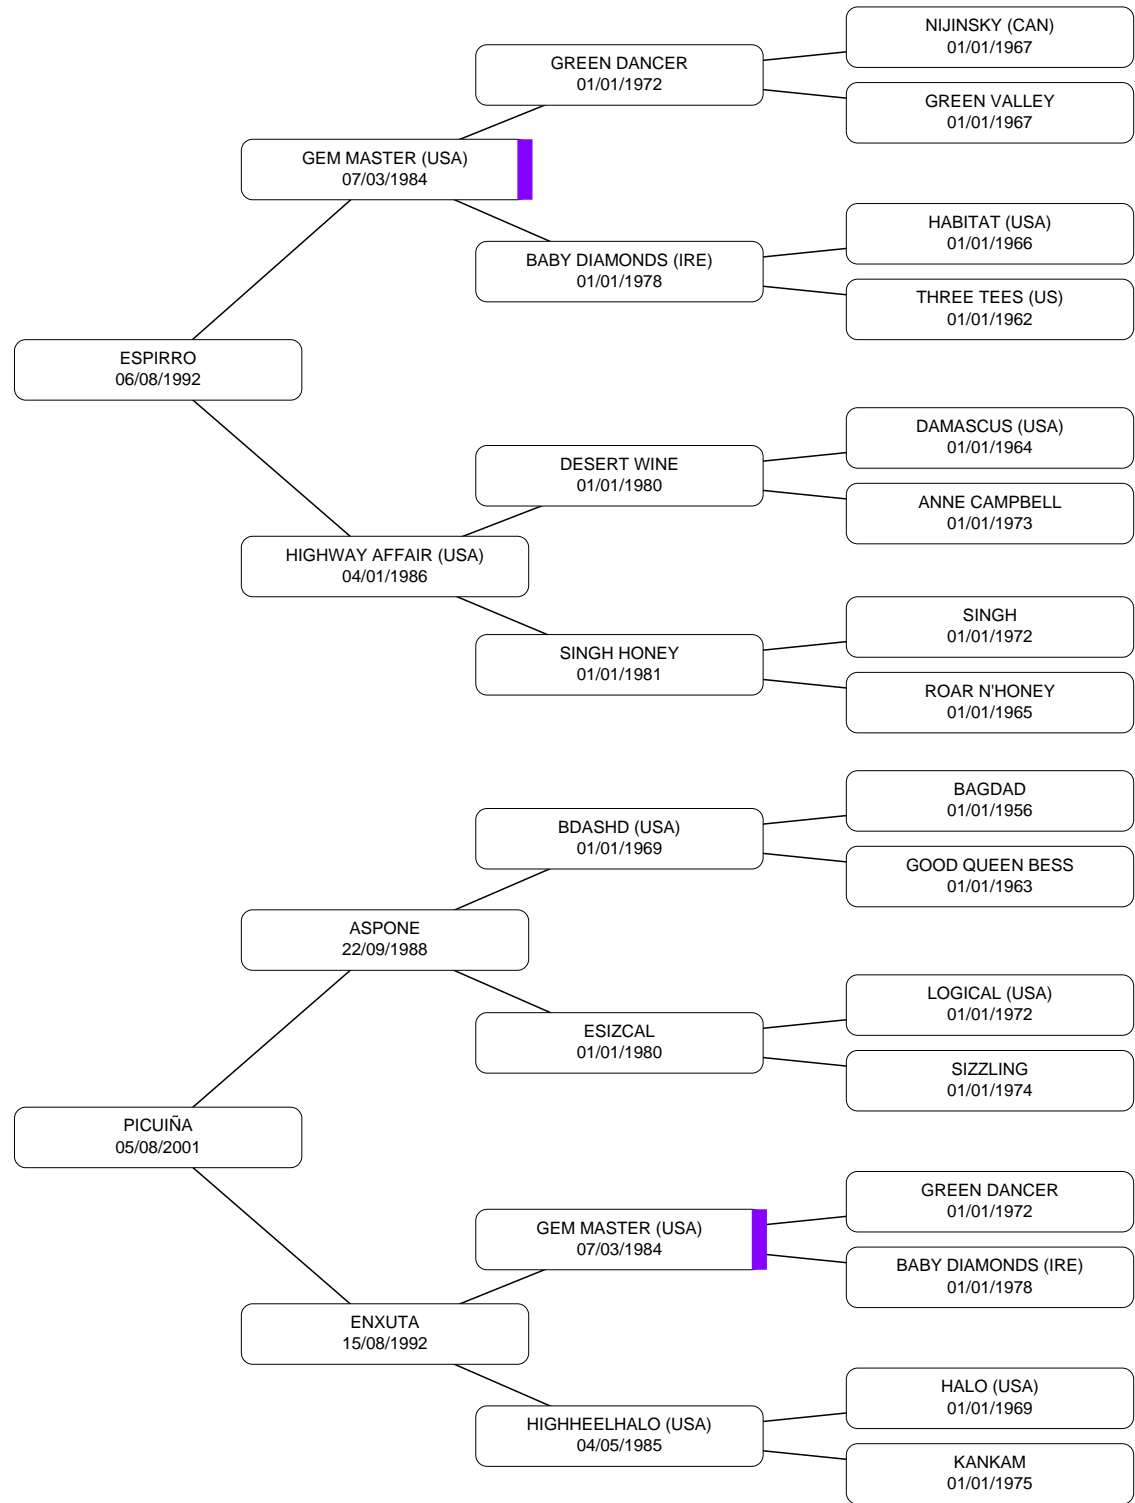 NIJINSKY (CAN)
01/01/1967
GREEN DANCER
01/01/1972
GREEN VALLEY
01/01/1967
GEM MASTER (USA)
07/03/1984
HABITAT (USA)
01/01/1966
BABY DIAMONDS (IRE)
01/01/1978
THREE TEES (US)
01/01/1962
ESPIRRO
06/08/1992
DAMASCUS (USA)
01/01/1964
DESERT WINE
01/01/1980
ANNE CAMPBELL
01/01/1973
HIGHWAY AFFAIR (USA)
04/01/1986
SINGH
01/01/1972
SINGH HONEY
01/01/1981
ROAR N'HONEY
01/01/1965
BAGDAD
01/01/1956
BDASHD (USA)
01/01/1969
GOOD QUEEN BESS
01/01/1963
ASPONE
22/09/1988
LOGICAL (USA)
01/01/1972
ESIZCAL
01/01/1980
SIZZLING
01/01/1974
PICUIÑA
05/08/2001
GREEN DANCER
01/01/1972
GEM MASTER (USA)
07/03/1984
BABY DIAMONDS (IRE)
01/01/1978
ENXUTA
15/08/1992
HALO (USA)
01/01/1969
HIGHHEELHALO (USA)
04/05/1985
KANKAM
01/01/1975